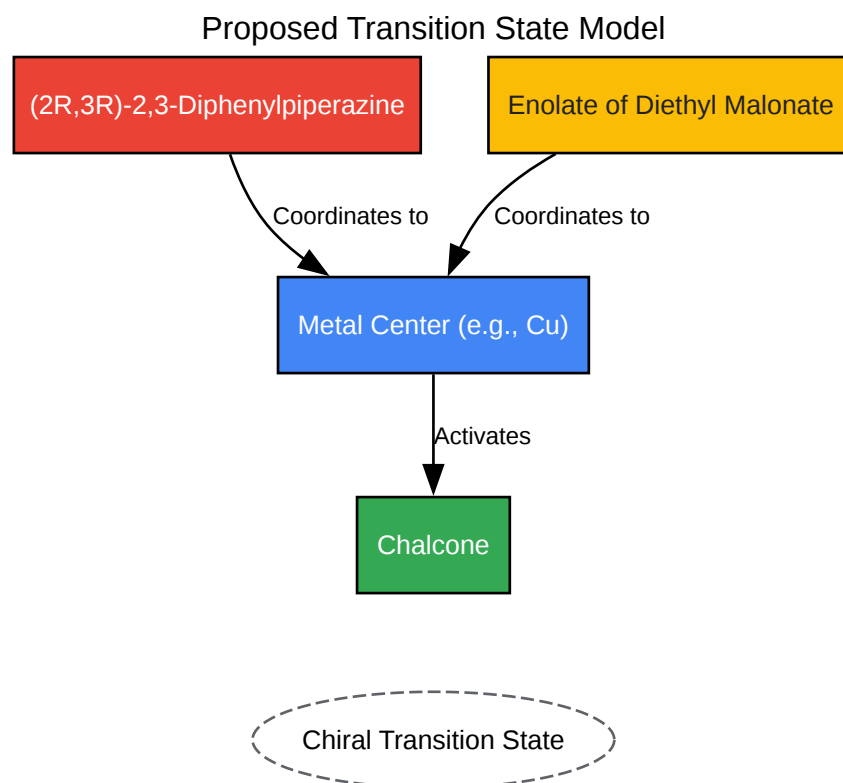 Proposed Transition State Model
(2R,3R)-2,3-Diphenylpiperazine
Enolate of Diethyl Malonate
Coordinates to
Coordinates to
Metal Center (e.g., Cu)
Activates
Chalcone
Chiral Transition State